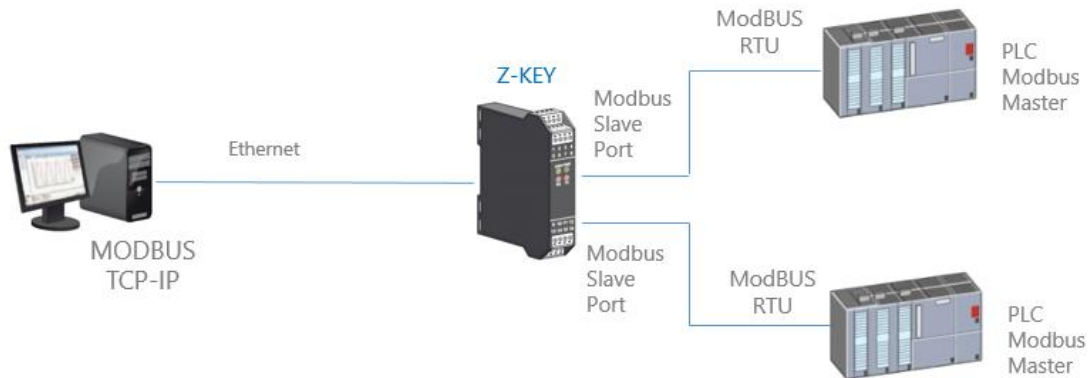 ModBUS
RTU
PLC
Modbus
Master
Z-KEY
Modbus
Slave
Port
Ethernet
MODBUS
TCP-IP
Modbus
Slave
Port
ModBUS
RTU
PLC
Modbus
Master